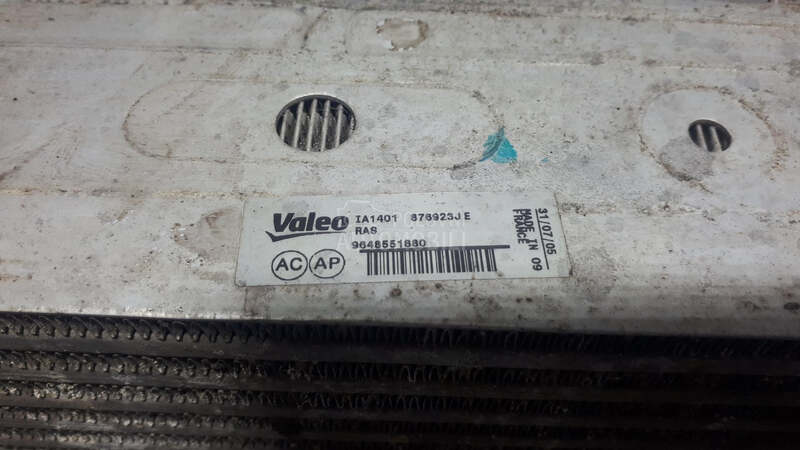 Valeo
IA1401 876923J E
RAS
9648551880
AC AP
31/07/05
MADE IN
FRANCE 09